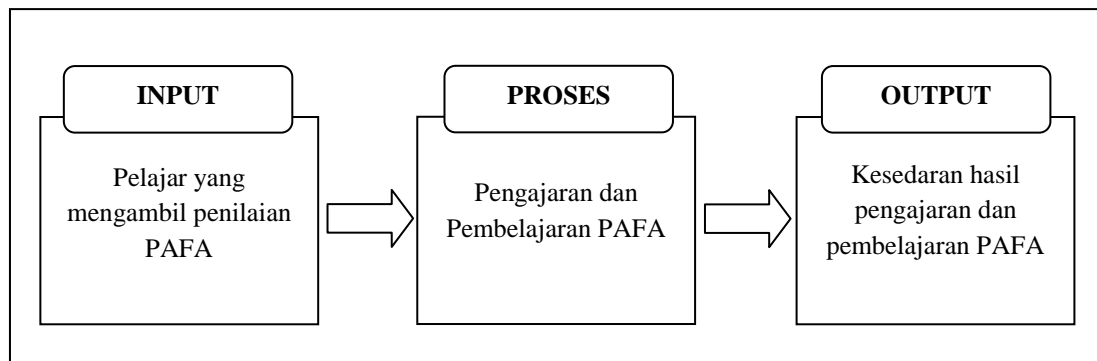 INPUT
Pelajar yang
mengambil penilaian
PAFA
PROSES
Pengajaran dan
Pembelajaran PAFA
OUTPUT
Kesedaran hasil
pengajaran dan
pembelajaran PAFA